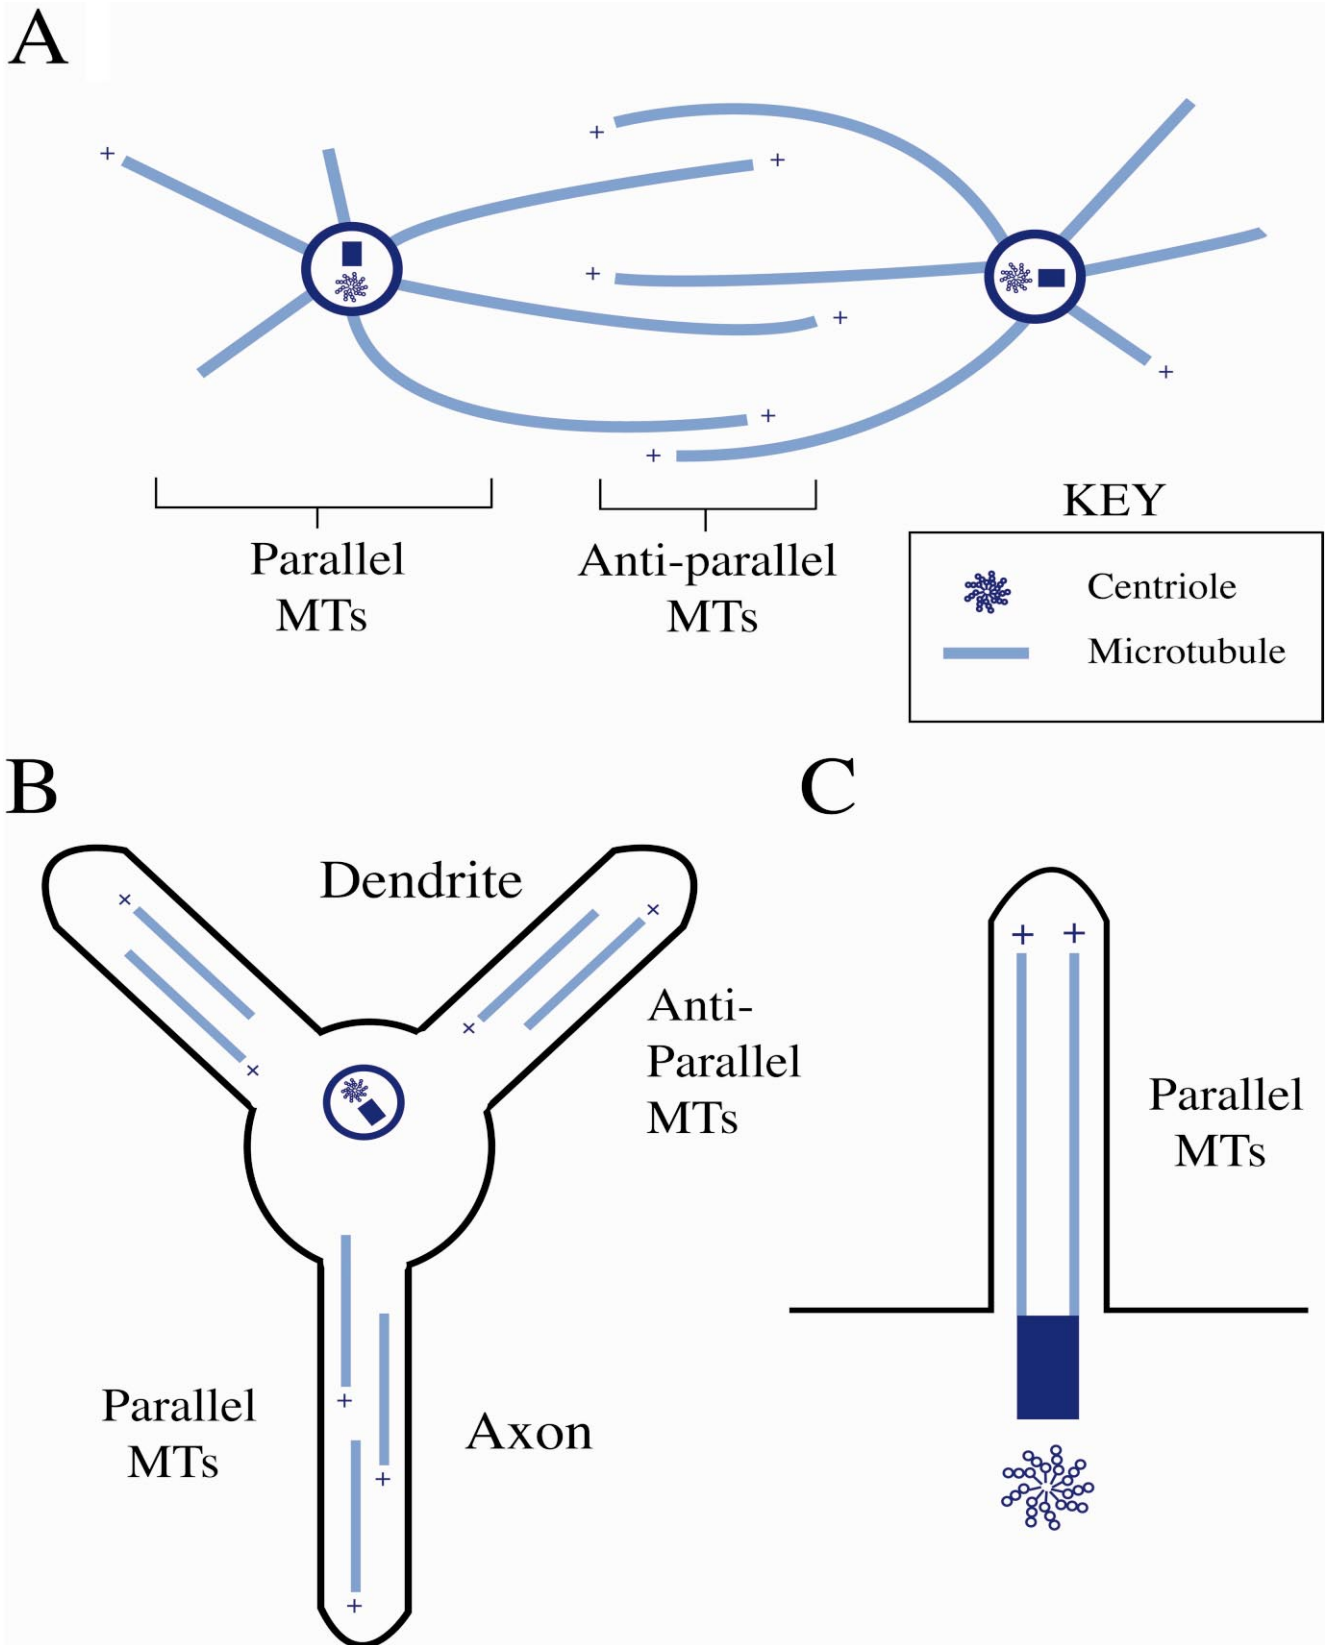 A
+
+
+
+
+
+
+
+
+
Parallel
MTs
Anti-parallel
MTs
KEY
Centriole
Microtubule
B
Dendrite
+
+
+
+
Anti-
Parallel
MTs
Parallel
MTs
Axon
+
+
+
C
+ +
Parallel
MTs